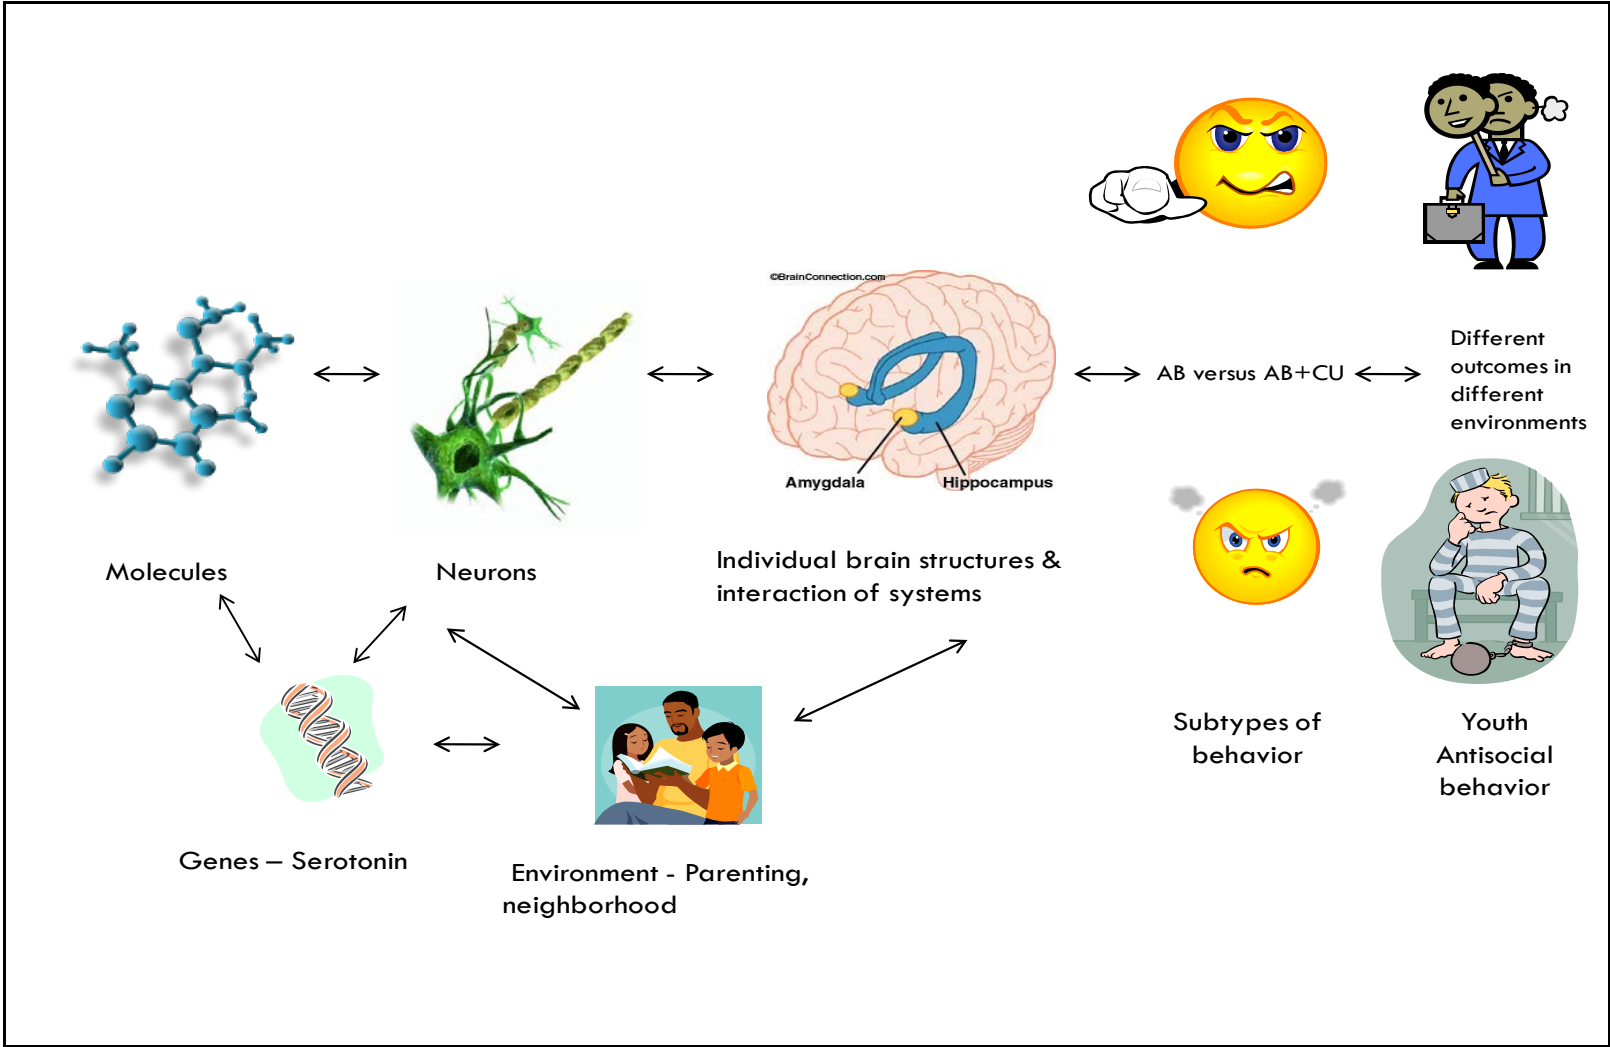 ©BrainConnection.com
Amygdala
Hippocampus
AB versus AB+CU
Different
outcomes in
different
environments
Molecules
Neurons
Individual brain structures &
interaction of systems
Subtypes of
behavior
Youth
Antisocial
behavior
Genes – Serotonin
Environment - Parenting,
neighborhood